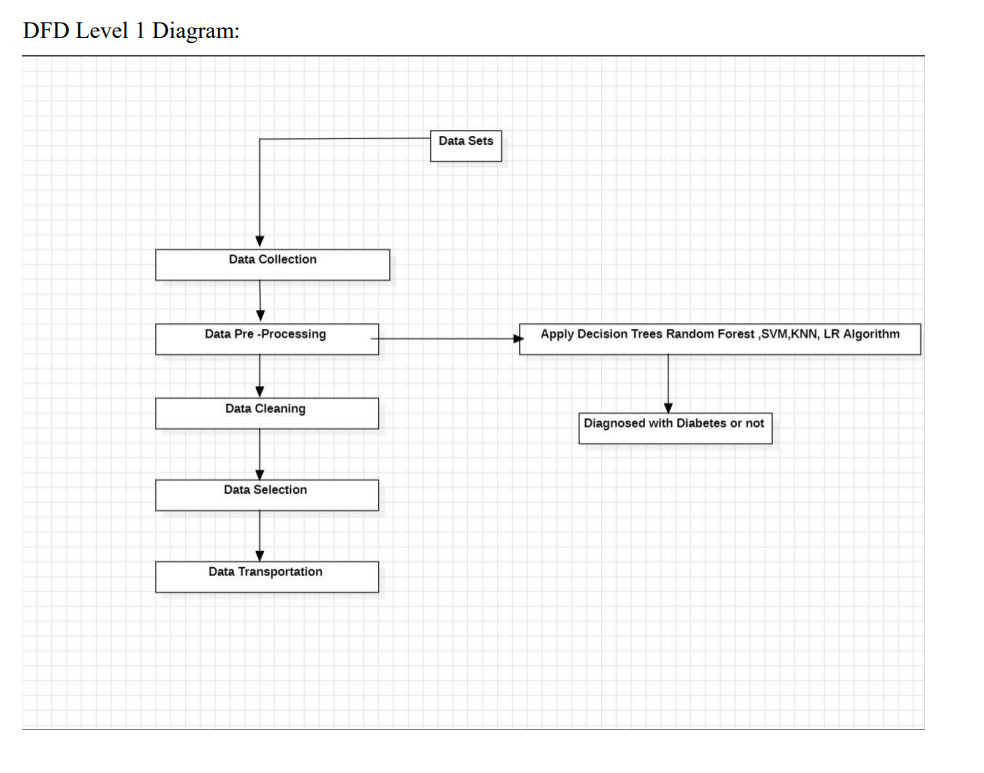 DFD Level 1 Diagram:
Data Sets
Data Collection
Data Pre -Processing
Apply Decision Trees Random Forest ,SVM,KNN, LR Algorithm
Data Cleaning
Diagnosed with Diabetes or not
Data Selection
Data Transportation